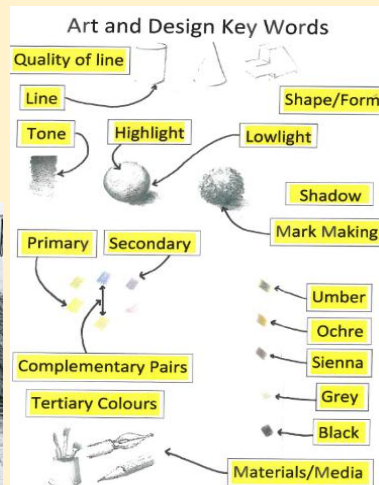 Art and Design Key Words
Quality of line
Line
Shape/Form
Tone
Highlight
Lowlight
Shadow
Mark Making
Primary
Secondary
Umber
Ochre
Complementary Pairs
Sienna
Tertiary Colours
Grey
Black
Materials/Media